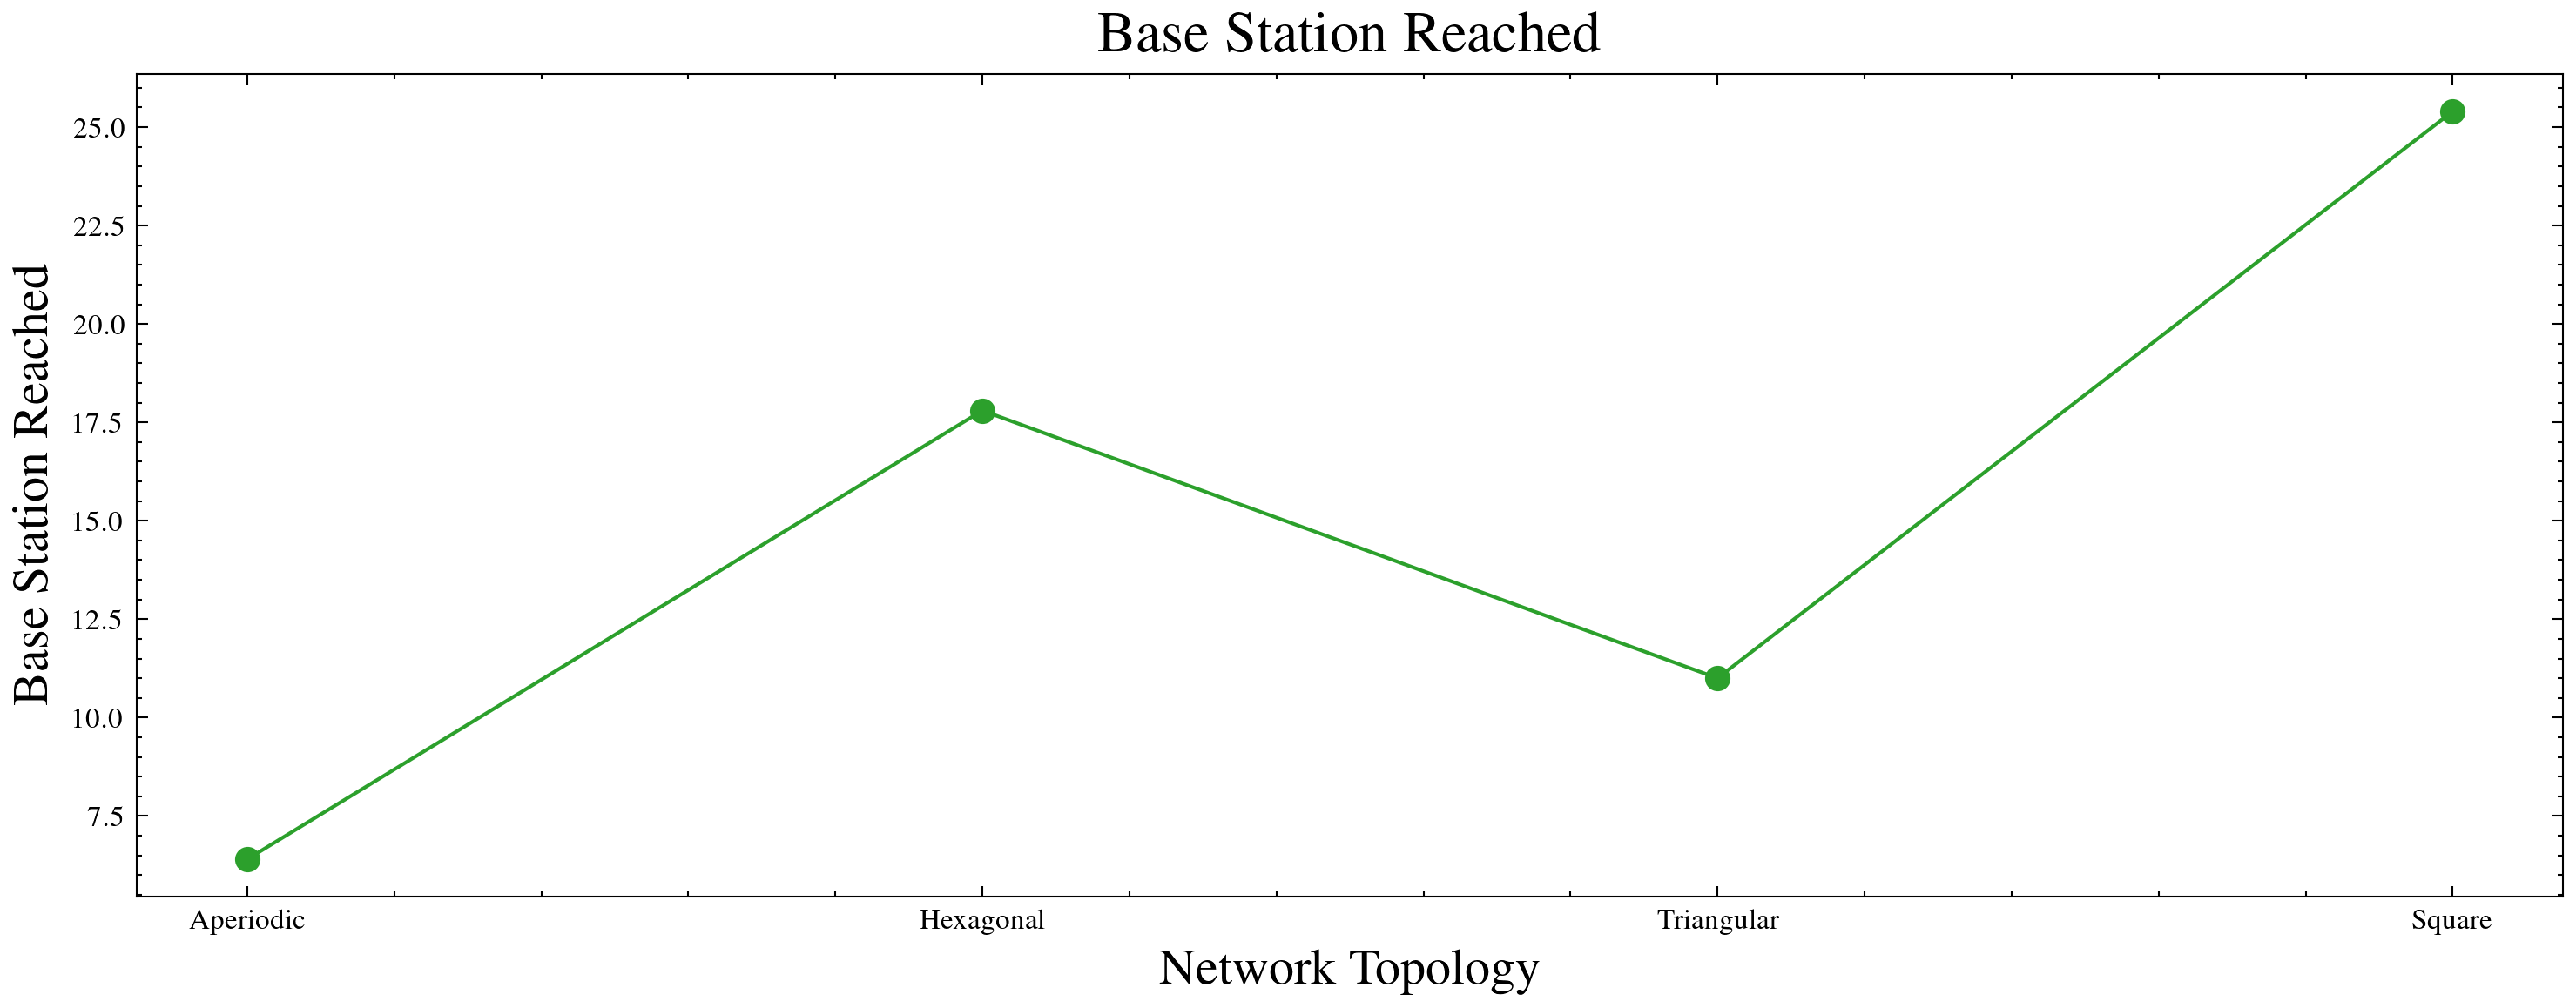 Base Station Reached
Base Station Reached
25.0
22.5
20.0
17.5
15.0
12.5
10.0
7.5
Aperiodic Hexagonal Triangular Square
Network Topology